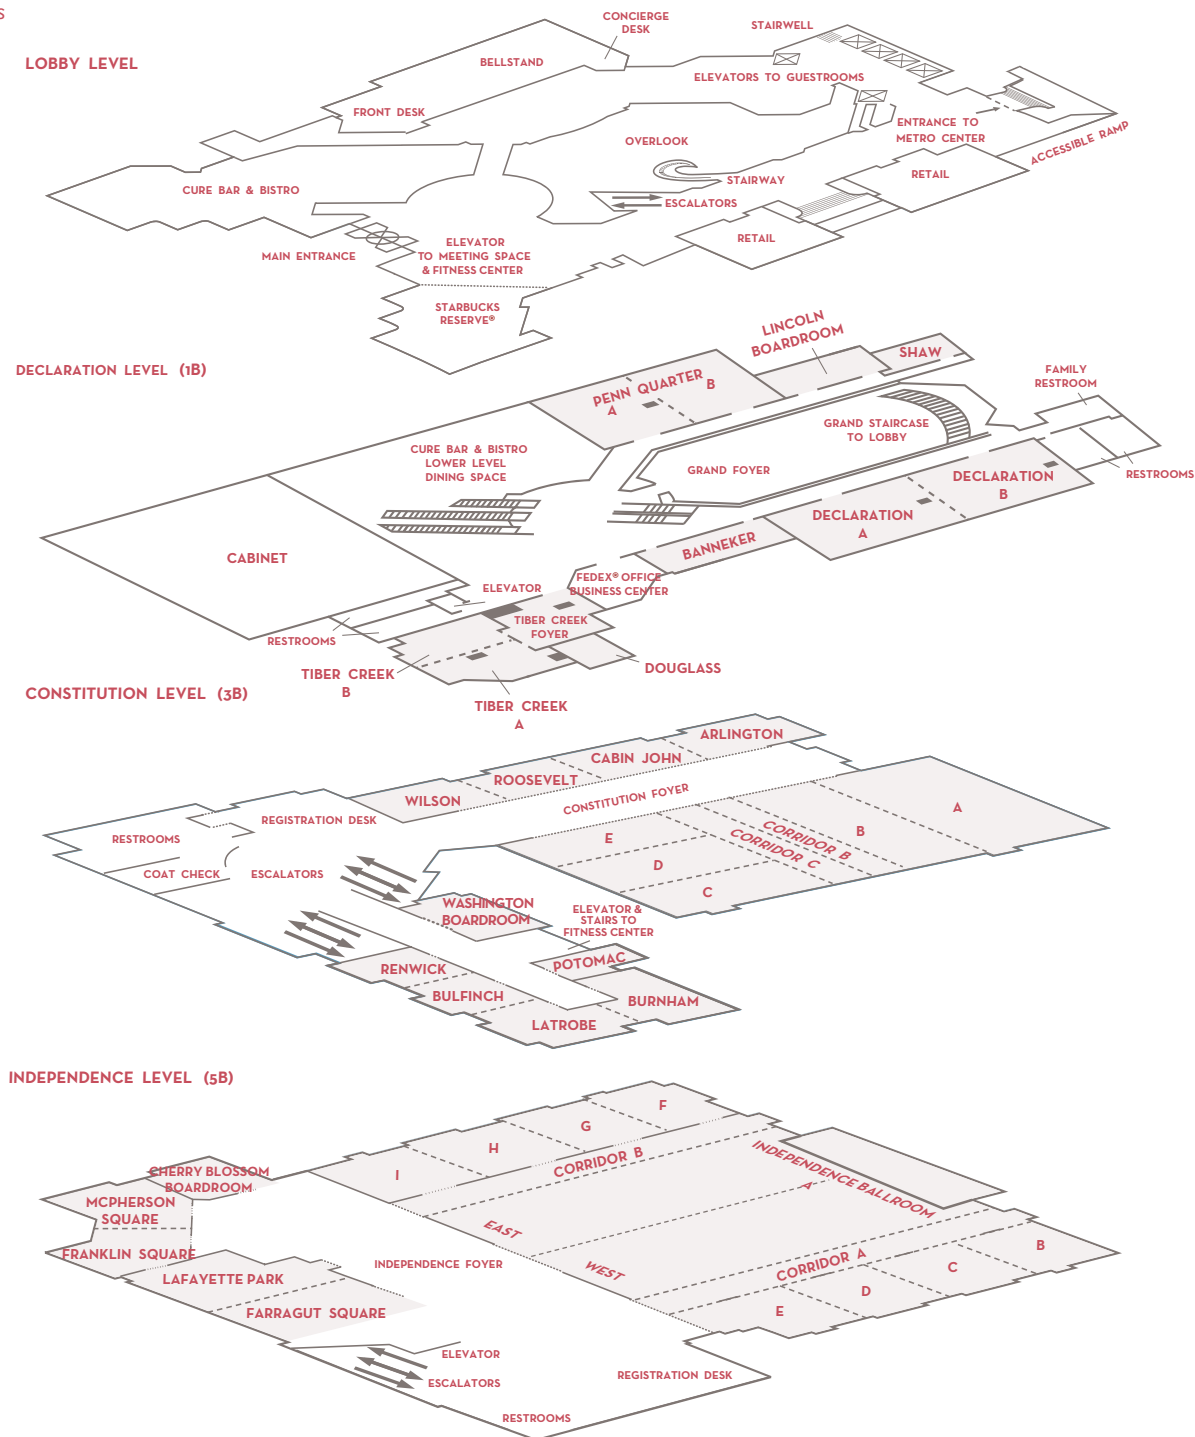 S
CONCIERGE
DESK
STAIRWELL
LOBBY LEVEL
BELLSTAND
ELEVATORS TO GUESTROOMS
FRONT DESK
ENTRANCE TO
METRO CENTER
ACCESSIBLE RAMP
OVERLOOK
CURE BAR & BISTRO
STAIRWAY
RETAIL
ESCALATORS
RETAIL
MAIN ENTRANCE
ELEVATOR
TO MEETING SPACE
& FITNESS CENTER
STARBUCKS
RESERVE®
DECLARATION LEVEL (1B)
LINCOLN
BOARDROOM
SHAW
FAMILY
RESTROOM
PENN QUARTER
A
B
GRAND STAIRCASE
TO LOBBY
CURE BAR & BISTRO
LOWER LEVEL
DINING SPACE
GRAND FOYER
RESTROOMS
DECLARATION
B
DECLARATION
A
BANNEKER
CABINET
FEDEX® OFFICE
BUSINESS CENTER
ELEVATOR
TIBER CREEK
FOYER
RESTROOMS
TIBER CREEK
B
DOUGLASS
TIBER CREEK
A
CONSTITUTION LEVEL (3B)
ARLINGTON
CABIN JOHN
ROOSEVELT
WILSON
CONSTITUTION FOYER
REGISTRATION DESK
RESTROOMS
A
B
CORRIDOR B
CORRIDOR C
E
D
C
COAT CHECK
ESCALATORS
WASHINGTON
BOARDROOM
ELEVATOR &
STAIRS TO
FITNESS CENTER
POTOMAC
RENWICK
BULFINCH
BURNHAM
LATROBE
INDEPENDENCE LEVEL (5B)
F
G
H
I
CORRIDOR B
INDEPENDENCE BALLROOM
A
CHERRY BLOSSOM
BOARDROOM
MCPHERSON
SQUARE
FRANKLIN SQUARE
EAST
WEST
LAFAYETTE PARK
INDEPENDENCE FOYER
CORRIDOR A
B
C
D
E
FARRAGUT SQUARE
ELEVATOR
ESCALATORS
REGISTRATION DESK
RESTROOMS